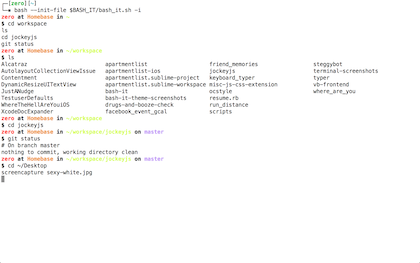 [zero][~]
bash --init-file $BASH_IT/bash_it.sh -i
zero at Homebase in ~
$ cd workspace
ls
cd jockeyjs
git status
zero at Homebase in ~/workspace
$ ls
Alcatraz apartmentlist friend_memories steggybot
AutolayoutCollectionViewIssue apartmentlist-ios jockeyjs terminal-screenshots
Contentment apartmentlist.sublime-project keyboard_typer typer
DynamicResizeUITextView apartmentlist.sublime-workspace misc-js-css-extension vt-frontend
JustANudge bash-it ocstyle where_are_you
TestuserDefaults bash-it-theme-screenshots resume.rb
WhereTheHellAreYouiOS drugs-and-booze-check run_distance
XcodeDocExpander facebook_event_gcal scripts
zero at Homebase in ~/workspace
$ cd jockeyjs
zero at Homebase in ~/workspace/jockeyjs on master
$ git status
# On branch master
nothing to commit, working directory clean
zero at Homebase in ~/workspace/jockeyjs on master
$ cd ~/Desktop
screencapture sexy-white.jpg